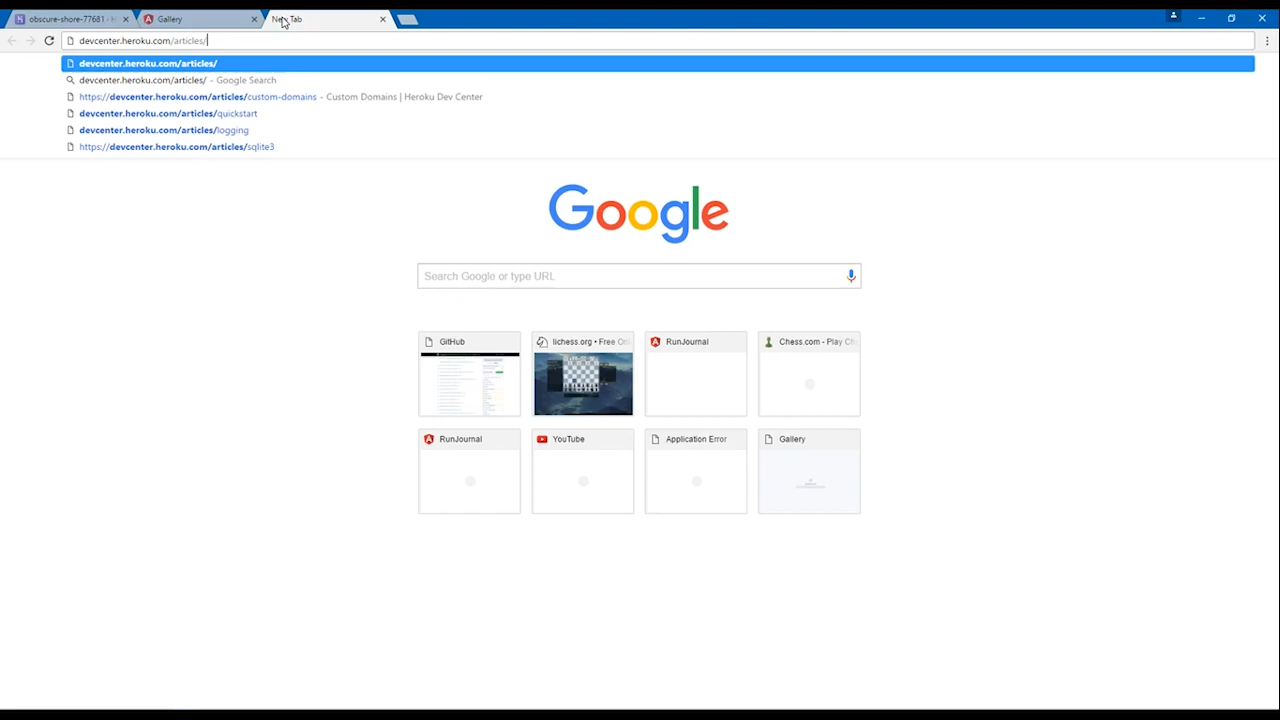 obscure-shore-77681 · H
Gallery
New Tab
devcenter.heroku.com/articles/
devcenter.heroku.com/articles/
devcenter.heroku.com/articles/ - Google Search
https://devcenter.heroku.com/articles/custom-domains - Custom Domains | Heroku Dev Center
devcenter.heroku.com/articles/quickstart
devcenter.heroku.com/articles/logging
https://devcenter.heroku.com/articles/sqlite3
Google
Search Google or type URL
GitHub
lichess.org • Free On
RunJournal
Chess.com - Play Ch
RunJournal
YouTube
Application Error
Gallery